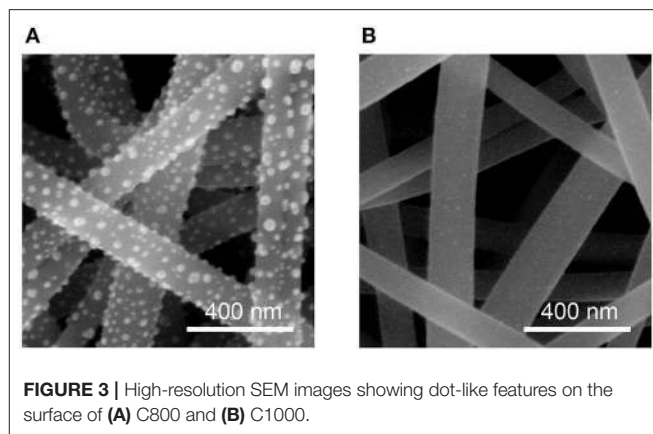 A
B
400 nm
400 nm
FIGURE 3 | High-resolution SEM images showing dot-like features on the
surface of (A) C800 and (B) C1000.